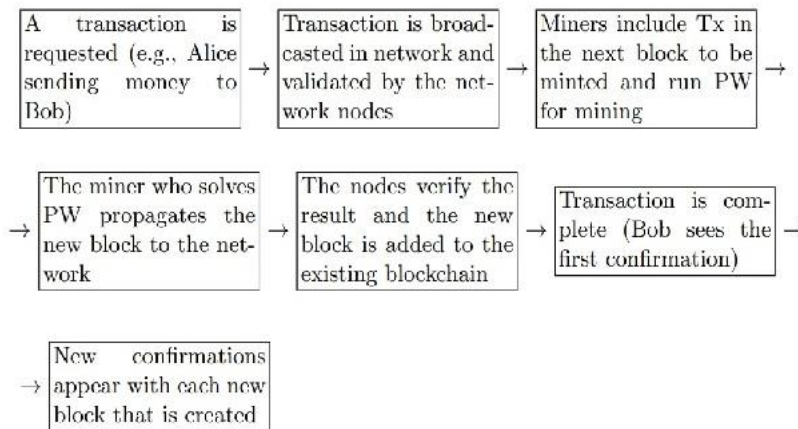 A transaction is
requested (e.g., Alice
sending money to
Bob)
→
Transaction is broad-
casted in network and
validated by the net-
work nodes
→
Miners include Tx in
the next block to be
minted and run PW
for mining
→
→
The miner who solves
PW propagates the
new block to the net-
work
→
The nodes verify the
result and the new
block is added to the
existing blockchain
→
Transaction is com-
plete (Bob sees the
first confirmation)
→
→
New confirmations
appear with each new
block that is created